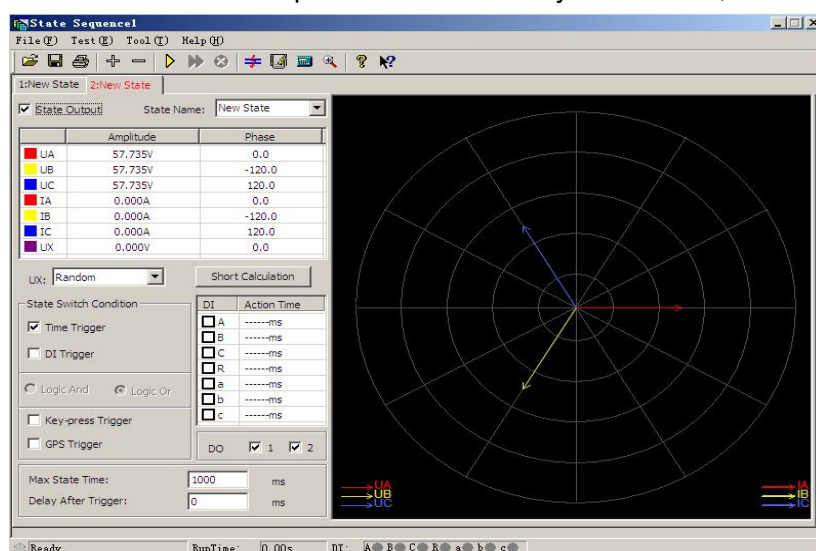 State Sequence1
File(F) Test(E) Tool(T) Help(H)
1:New State 2:New State
State Output State Name: New State
Amplitude Phase
UA 57.735V 0.0
UB 57.735V -120.0
UC 57.735V 120.0
IA 0.000A 0.0
IB 0.000A -120.0
IC 0.000A 120.0
UX 0.000V 0.0
UX: Random Short Calculation
State Switch Condition DI Action Time
Time Trigger A ------ms
B ------ms
DI Trigger C ------ms
R ------ms
Logic And Logic Or a ------ms
b ------ms
Key-press Trigger c ------ms
GPS Trigger DO 1 2
Max State Time: 1000 ms
Delay After Trigger: 0 ms
UA IA
UB IB
UC IC
Ready RunTime: 0.00s DI: A B C R a b c